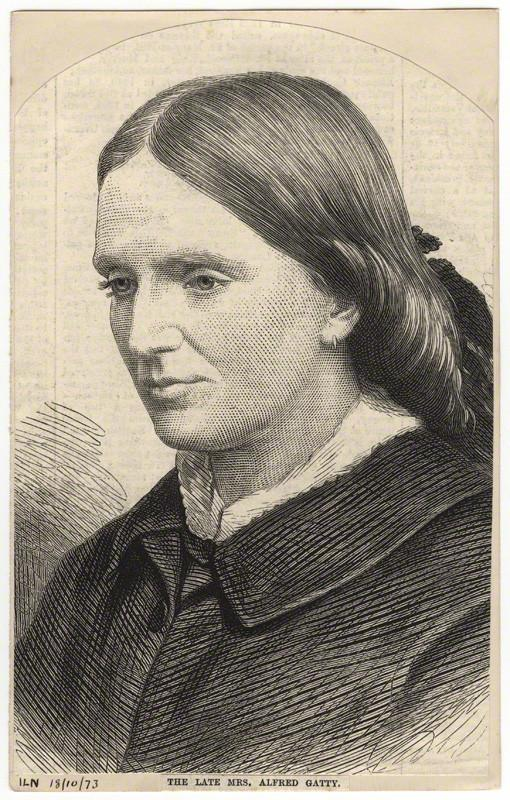 ILN 18/10/73
THE LATE MRS. ALFRED GATTY.